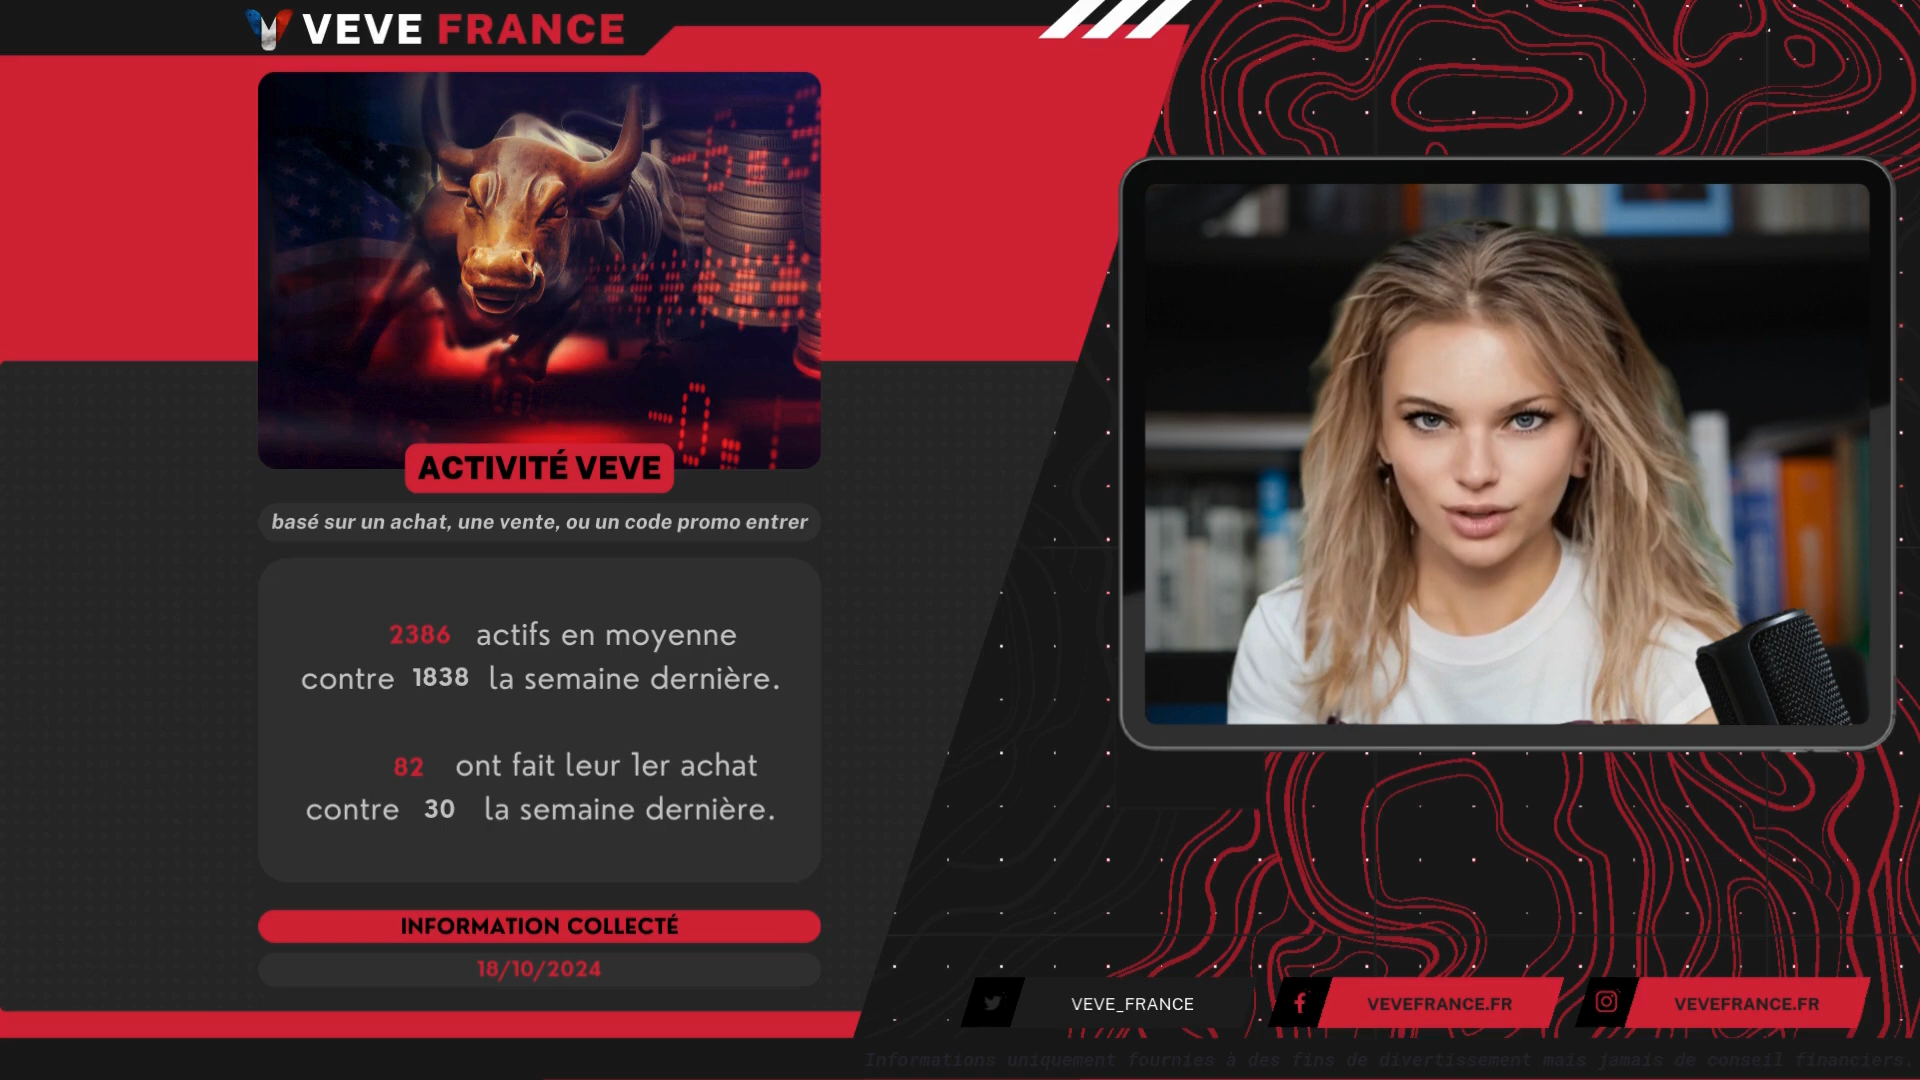 VEVE FRANCE
ACTIVITÉ VEVE
basé sur un achat, une vente, ou un code promo entrer
2386 actifs en moyenne
contre 1838 la semaine dernière.
82 ont fait leur 1er achat
contre 30 la semaine dernière.
INFORMATION COLLECTÉ
18/10/2024
VEVE_FRANCE
VEVEFRANCE.FR
VEVEFRANCE.FR
Informations uniquement fournies à des fins de divertissement mais jamais de conseil financiers.